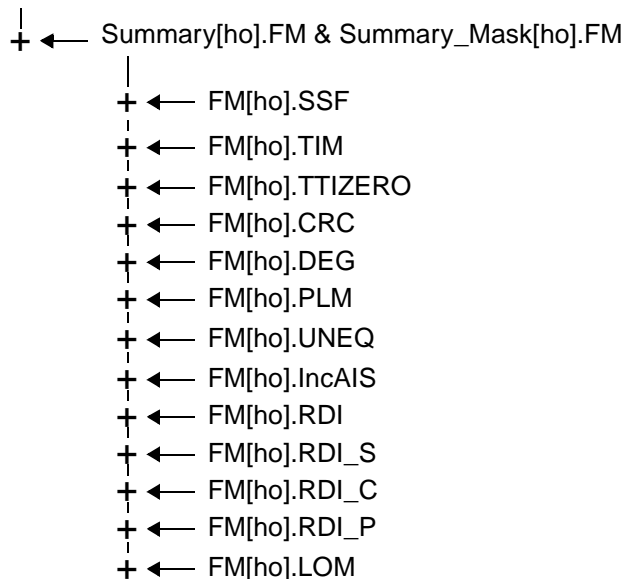 Summary[ho].FM & Summary_Mask[ho].FM
FM[ho].SSF
FM[ho].TIM
FM[ho].TTIZERO
FM[ho].CRC
FM[ho].DEG
FM[ho].PLM
FM[ho].UNEQ
FM[ho].IncAIS
FM[ho].RDI
FM[ho].RDI_S
FM[ho].RDI_C
FM[ho].RDI_P
FM[ho].LOM